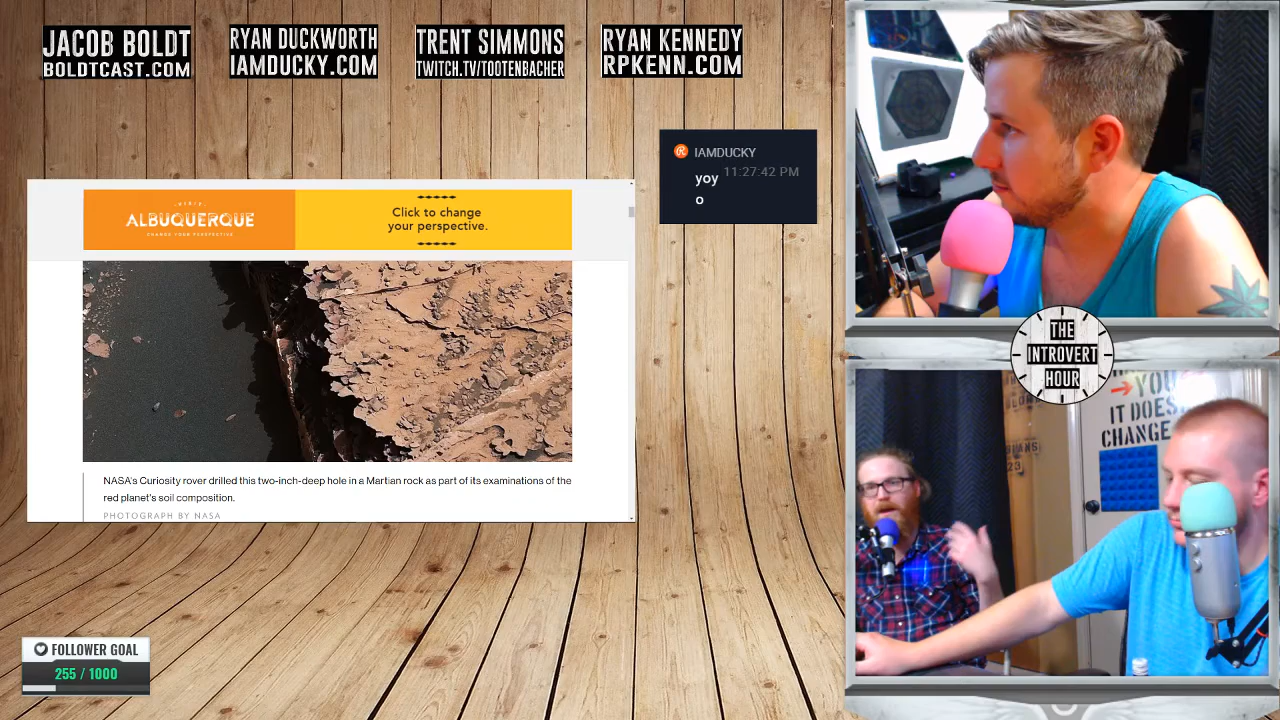 JACOB BOLDT
BOLDTCAST.COM
RYAN DUCKWORTH
IAMDUCKY.COM
TRENT SIMMONS
TWITCH.TV/TOOTENBACHER
RYAN KENNEDY
RPKENN.COM
IAMDUCKY
yoy 11:27:42 PM
o
ALBUQUERQUE
CHANGE YOUR PERSPECTIVE
Click to change
your perspective.
NASA's Curiosity rover drilled this two-inch-deep hole in a Martian rock as part of its examinations of the
red planet's soil composition.
PHOTOGRAPH BY NASA
THE
INTROVERT
HOUR
YOU
IT DOES
CHANGE
FOLLOWER GOAL
255 / 1000